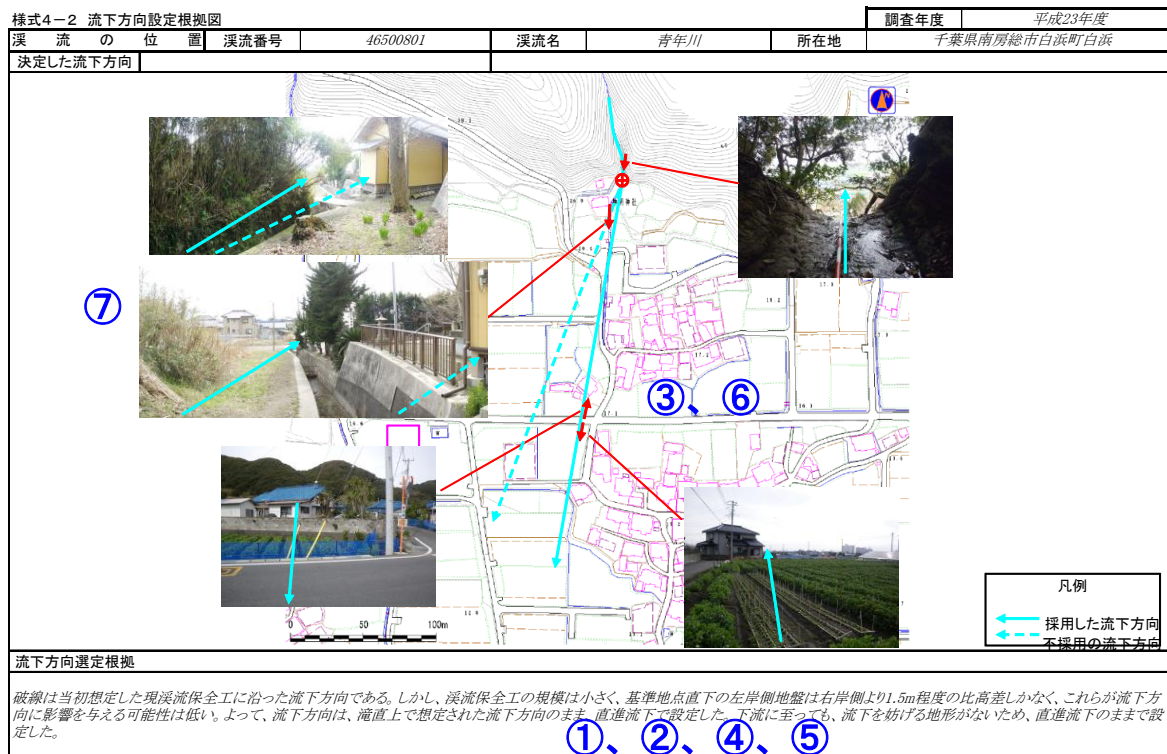 様式4-2 流下方向設定根拠図
調査年度 平成23年度
渓流の位置 渓流番号 46500801 渓流名 青年川 所在地 千葉県南房総市白浜町白浜
決定した流下方向
⑦
③、⑥
0 50 100m
凡例
採用した流下方向
不採用の流下方向
流下方向選定根拠
破線は当初想定した現渓流保全工に沿った流下方向である。しかし、渓流保全工の規模は小さく、基準地点直下の左岸側地盤は右岸側より1.5m程度の比高差しかなく、これらが流下方
向に影響を与える可能性は低い。よって、流下方向は、滝直上で想定された流下方向のまま、直進流下で設定した。下流に至っても、流下を妨げる地形がないため、直進流下のままで設
定した。
①、②、④、⑤